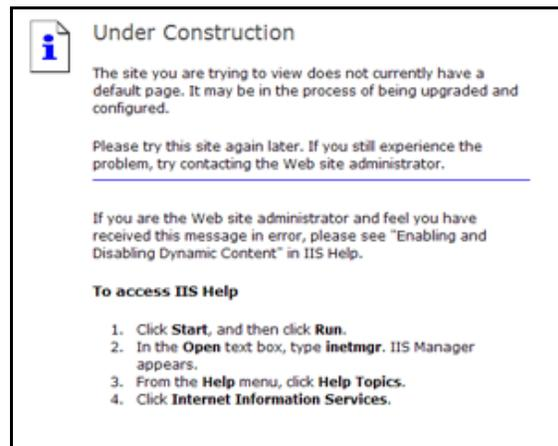 Under Construction
The site you are trying to view does not currently have a
default page. It may be in the process of being upgraded and
configured.
Please try this site again later. If you still experience the
problem, try contacting the Web site administrator.
If you are the Web site administrator and feel you have
received this message in error, please see "Enabling and
Disabling Dynamic Content" in IIS Help.
To access IIS Help
1. Click Start, and then click Run.
2. In the Open text box, type inetmgr. IIS Manager
appears.
3. From the Help menu, click Help Topics.
4. Click Internet Information Services.